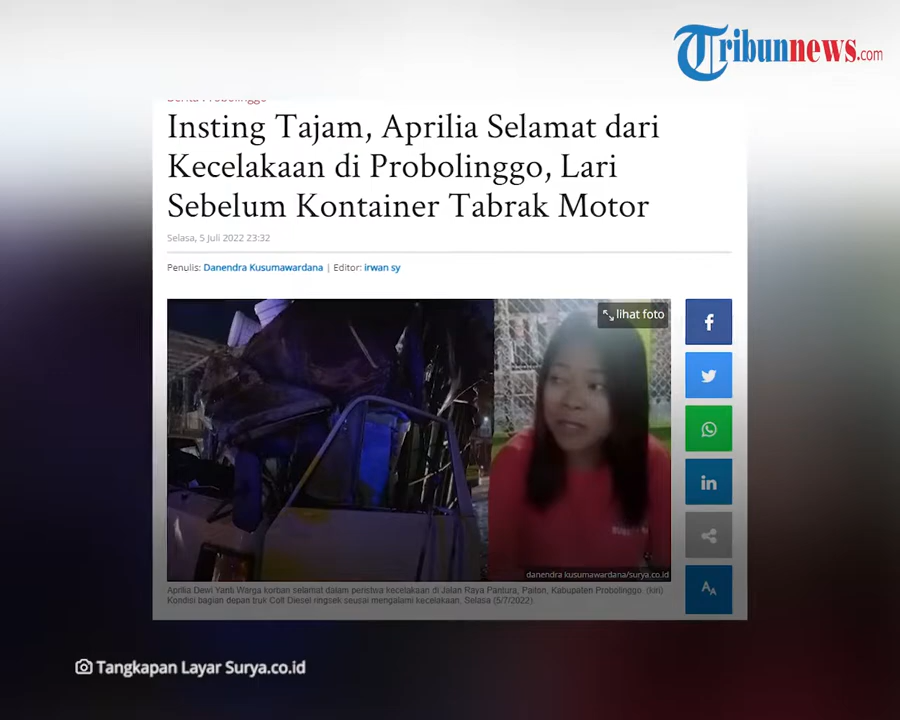 Tribunnews.com
Berita Probolinggo
Insting Tajam, Aprilia Selamat dari
Kecelakaan di Probolinggo, Lari
Sebelum Kontainer Tabrak Motor
Selasa, 5 Juli 2022 23:32
Penulis: Danendra Kusumawardana | Editor: irwan sy
lihat foto
danendra kusumawardana/surya.co.id
Aprilia Dewi Yanti Warga korban selamat dalam peristiwa kecelakaan di Jalan Raya Pantura, Paiton, Kabupaten Probolinggo. (kiri)
Kondisi bagian depan truk Colt Diesel ringsek seusai mengalami kecelakaan. Selasa (5/7/2022).
Tangkapan Layar Surya.co.id